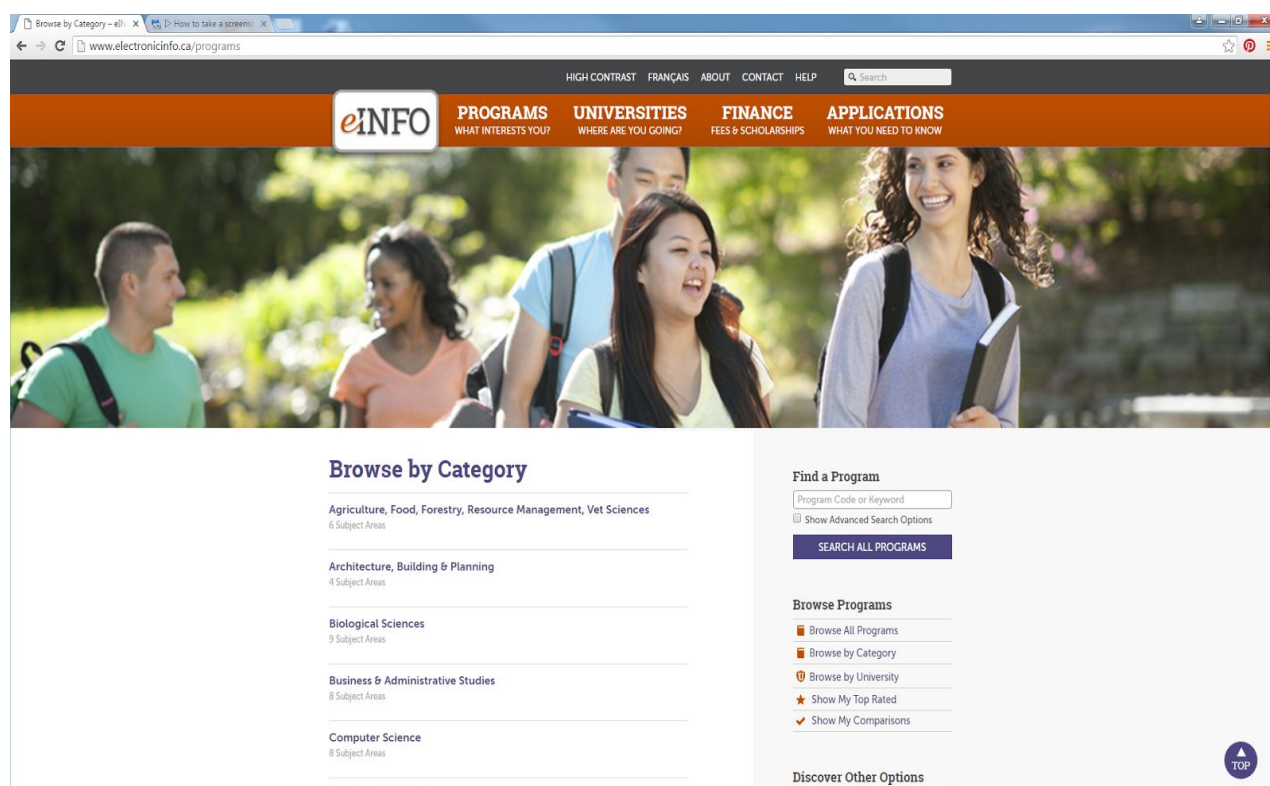 Browse by Category – eIN
▷ How to take a screensh
www.electronicinfo.ca/programs
HIGH CONTRAST FRANÇAIS ABOUT CONTACT HELP Search
eINFO
PROGRAMS UNIVERSITIES FINANCE APPLICATIONS
WHAT INTERESTS YOU? WHERE ARE YOU GOING? FEES & SCHOLARSHIPS WHAT YOU NEED TO KNOW
Browse by Category
Agriculture, Food, Forestry, Resource Management, Vet Sciences
6 Subject Areas
Architecture, Building & Planning
4 Subject Areas
Biological Sciences
9 Subject Areas
Business & Administrative Studies
8 Subject Areas
Computer Science
8 Subject Areas
Find a Program
Program Code or Keyword
Show Advanced Search Options
SEARCH ALL PROGRAMS
Browse Programs
Browse All Programs
Browse by Category
Browse by University
Show My Top Rated
Show My Comparisons
Discover Other Options
TOP